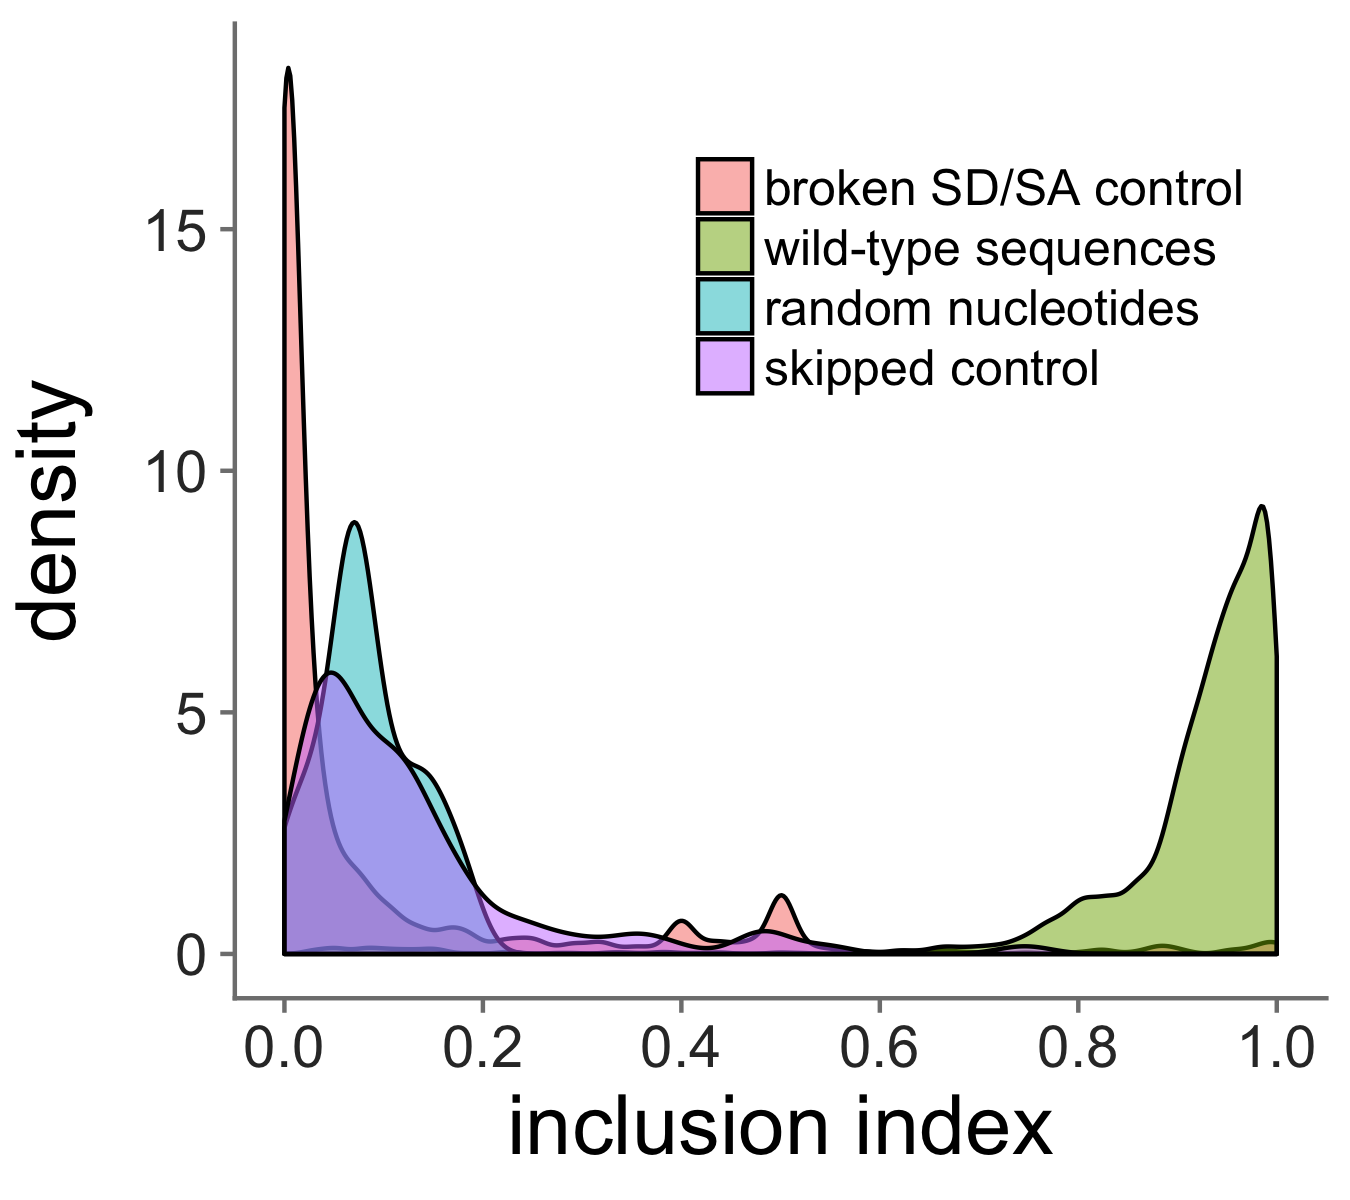 broken SD/SA control
wild-type sequences
random nucleotides
skipped control
density
15
10
5
0
0.0 0.2 0.4 0.6 0.8 1.0
inclusion index